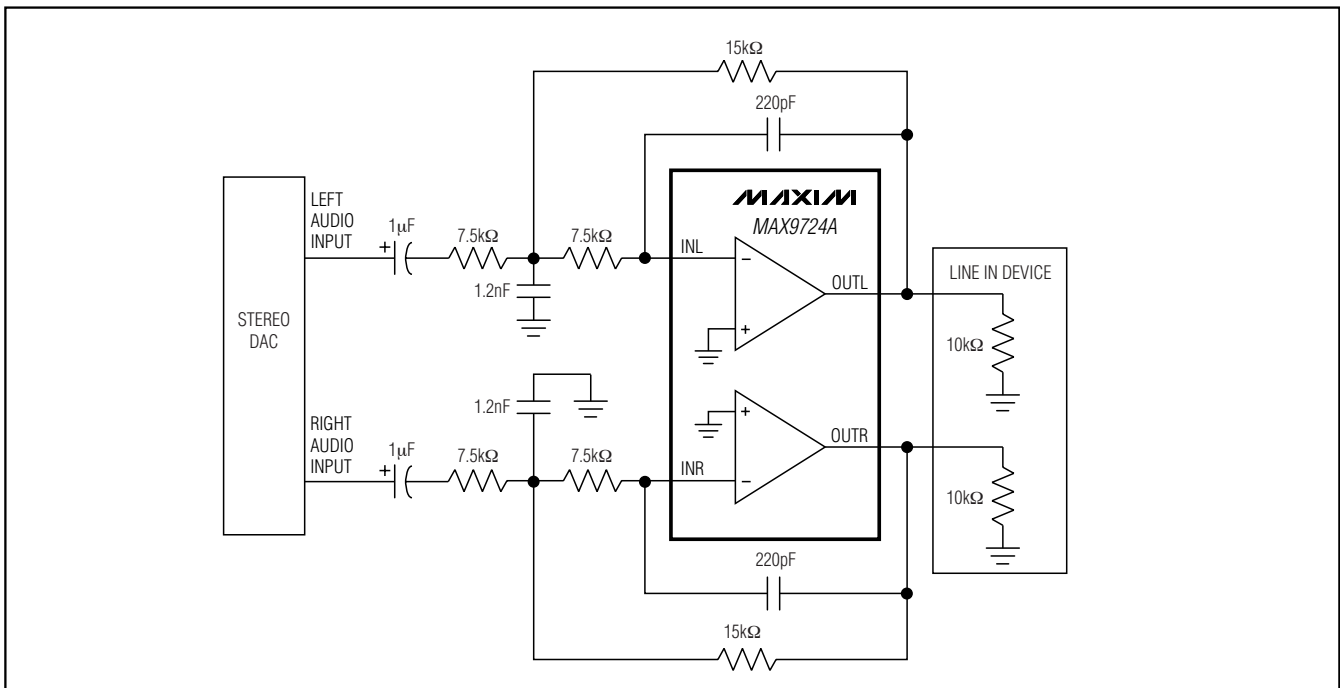 15kΩ
220pF
LEFT
AUDIO
INPUT
1μF
+
7.5kΩ
7.5kΩ
1.2nF
INL
MAXIM
MAX9724A
−
+
OUTL
LINE IN DEVICE
10kΩ
STEREO
DAC
RIGHT
AUDIO
INPUT
1μF
+
7.5kΩ
7.5kΩ
1.2nF
INR
+
−
OUTR
10kΩ
220pF
15kΩ